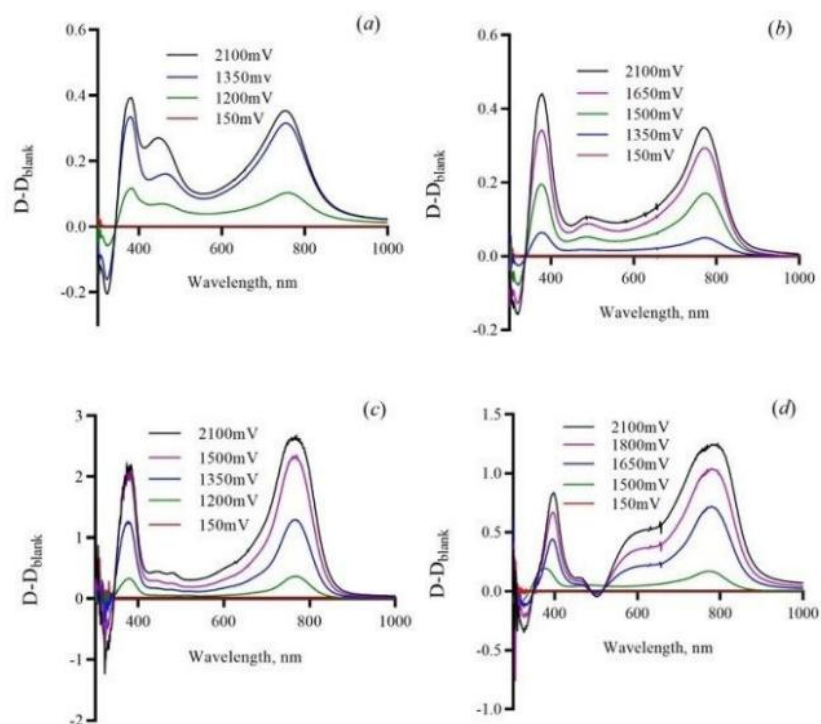 (a)
0.6
0.4
0.2
0.0
-0.2
D-D_blank
2100mV
1350mv
1200mV
150mV
400 600 800 1000
Wavelength, nm
(b)
0.6
0.4
0.2
0.0
-0.2
D-D_blank
2100mV
1650mV
1500mV
1350mV
150mV
400 600 800 1000
Wavelength, nm
(c)
3
2
1
0
-1
-2
D-D_blank
2100mV
1500mV
1350mV
1200mV
150mV
400 600 800 1000
Wavelength, nm
(d)
1.5
1.0
0.5
0.0
-0.5
-1.0
D-D_blank
2100mV
1800mV
1650mV
1500mV
150mV
400 600 800 1000
Wavelength, nm